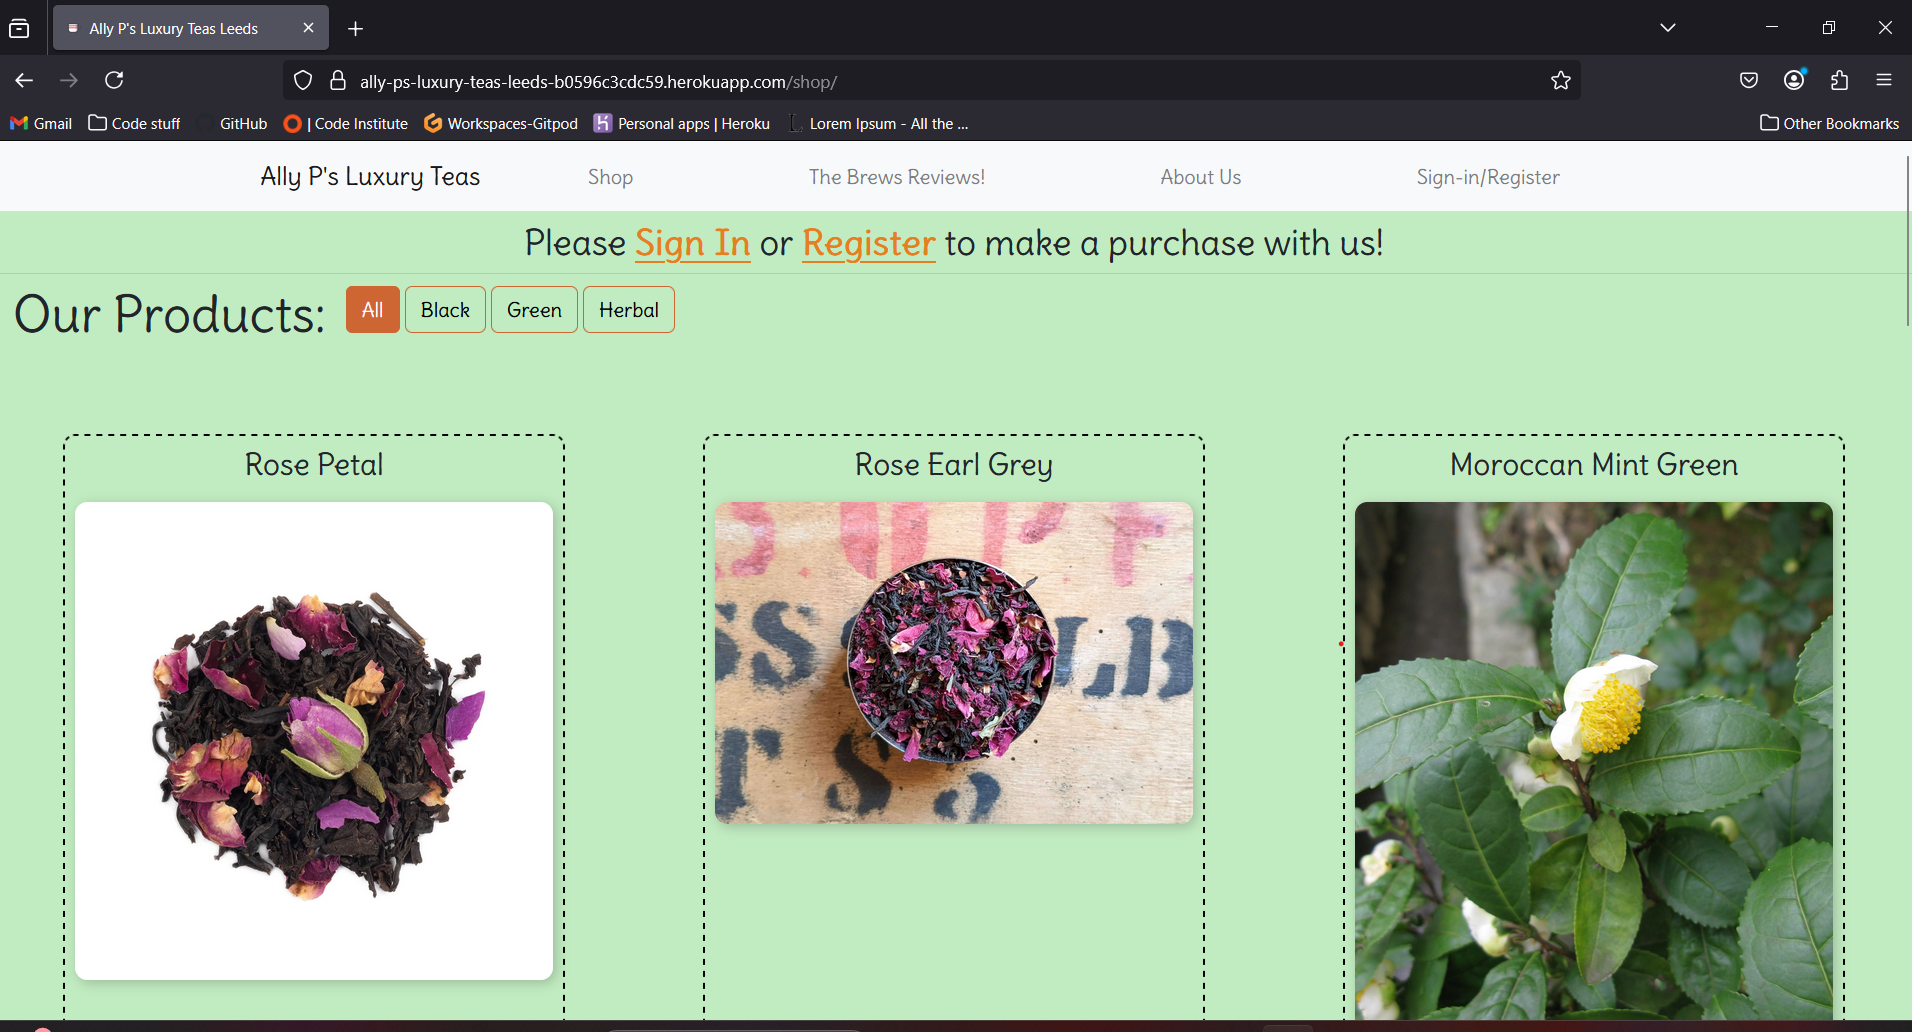 Ally P's Luxury Teas Leeds
ally-ps-luxury-teas-leeds-b0596c3cdc59.herokuapp.com/shop/
Gmail Code stuff GitHub | Code Institute Workspaces-Gitpod Personal apps | Heroku Lorem Ipsum - All the ... Other Bookmarks
Ally P's Luxury Teas Shop The Brews Reviews! About Us Sign-in/Register
Please Sign In or Register to make a purchase with us!
Our Products: All Black Green Herbal
Rose Petal Rose Earl Grey Moroccan Mint Green